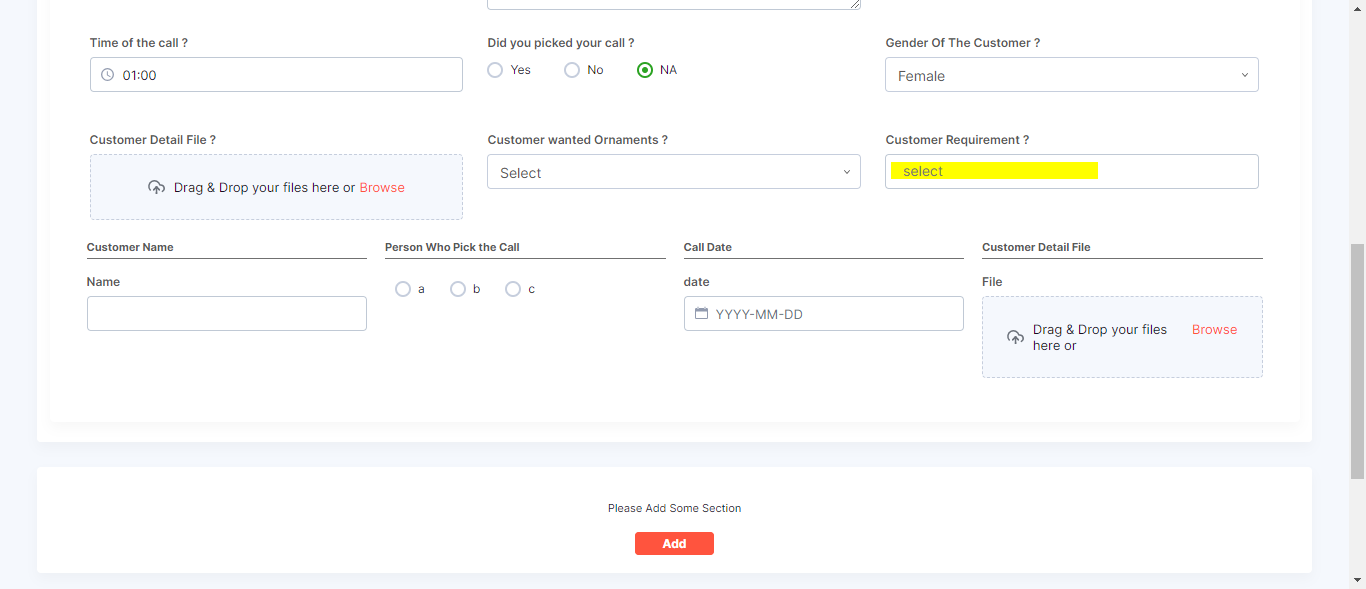 Time of the call ?
Did you picked your call ?
Gender Of The Customer ?
01:00
Yes
No
NA
Female
Customer Detail File ?
Customer wanted Ornaments ?
Customer Requirement ?
Drag & Drop your files here or Browse
Select
select
Customer Name
Person Who Pick the Call
Call Date
Customer Detail File
Name
a
b
c
date
File
YYYY-MM-DD
Drag & Drop your files
here or
Browse
Please Add Some Section
Add